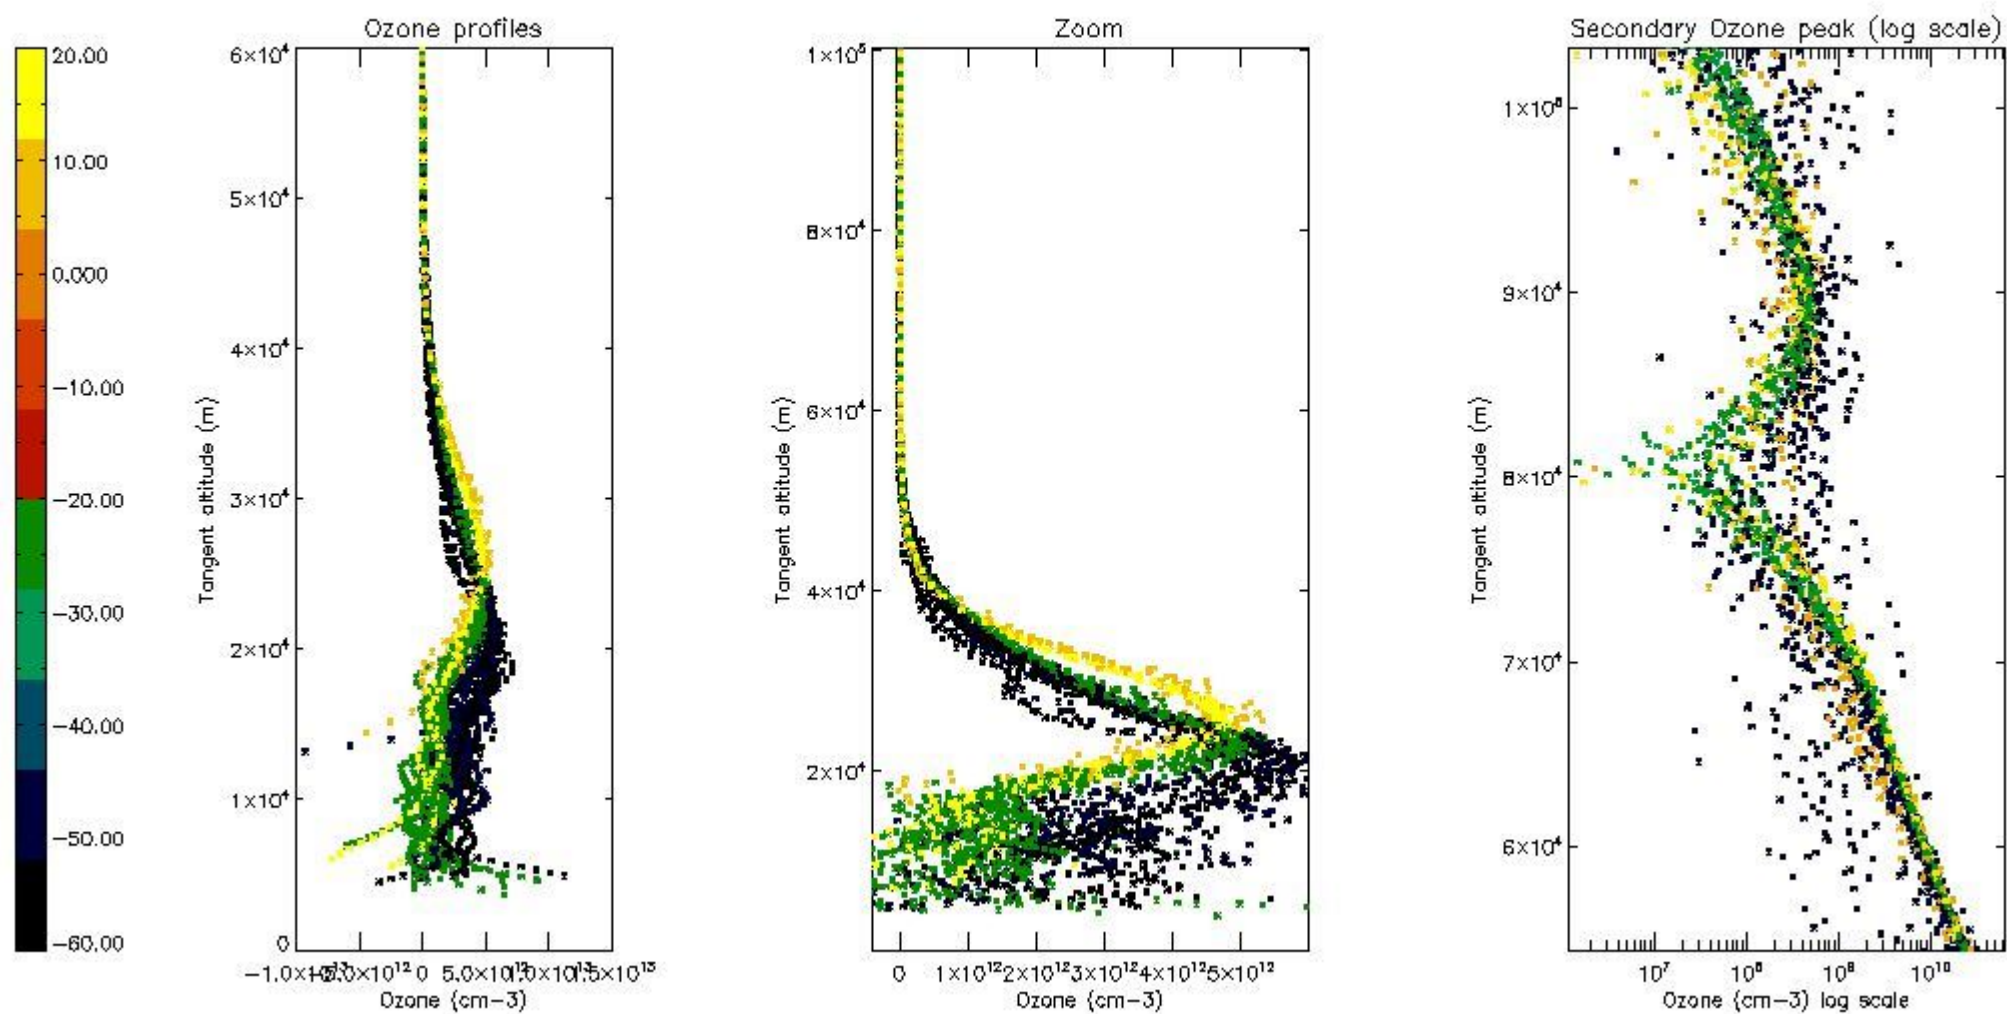 Ozone profiles
Zoom
Secondary Ozone peak (log scale)
20.00
10.00
0.000
−10.00
−20.00
−30.00
−40.00
−50.00
−60.00
6×10⁴
5×10⁴
4×10⁴
3×10⁴
2×10⁴
1×10⁴
0
Tangent altitude (m)
0
Ozone (cm−3)
1×10⁵
8×10⁴
6×10⁴
4×10⁴
2×10⁴
Tangent altitude (m)
0 1×10¹² 2×10¹² 3×10¹² 4×10¹² 5×10¹²
Ozone (cm−3)
1×10⁵
9×10⁴
8×10⁴
7×10⁴
6×10⁴
Tangent altitude (m)
10⁷ 10⁸ 10⁹ 10¹⁰
Ozone (cm−3) log scale